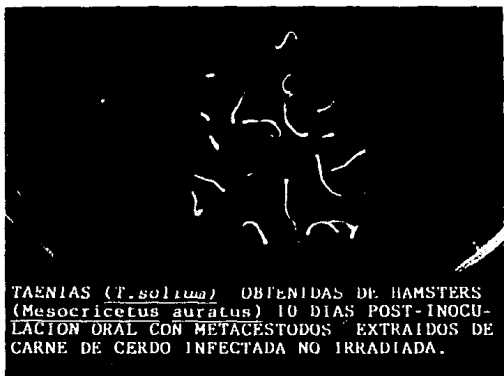 TAENIAS (T.solium) OBTENIDAS DE HAMSTERS
(Mesocricetus auratus) 10 DIAS POST-INOCU-
LACION ORAL CON METACESTODOS EXTRAIDOS DE
CARNE DE CERDO INFECTADA NO IRRADIADA.